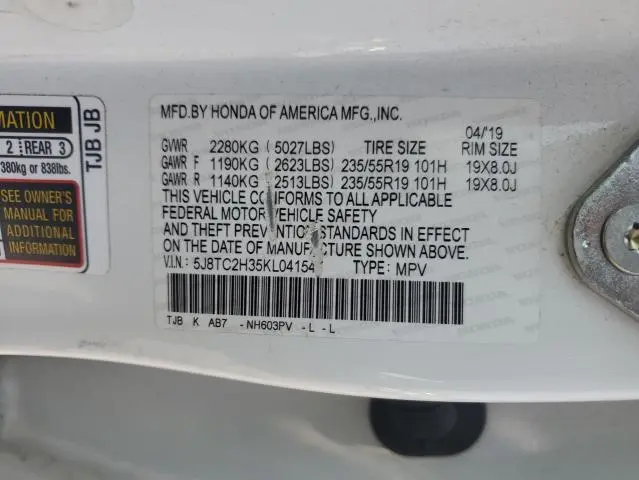 MATION
2 REAR 3
380kg or 838lbs.
SEE OWNER'S
MANUAL FOR
ADDITIONAL
INFORMATION
TJB JB
MFD.BY HONDA OF AMERICA MFG.,INC.
04/'19
GVWR 2280KG ( 5027LBS) TIRE SIZE RIM SIZE
GAWR F 1190KG ( 2623LBS) 235/55R19 101H 19X8.0J
GAWR R 1140KG ( 2513LBS) 235/55R19 101H 19X8.0J
THIS VEHICLE CONFORMS TO ALL APPLICABLE
FEDERAL MOTOR VEHICLE SAFETY
AND THEFT PREVENTION STANDARDS IN EFFECT
ON THE DATE OF MANUFACTURE SHOWN ABOVE.
V.I.N.: 5J8TC2H35KL04154 TYPE: MPV
TJB K AB7 - NH603PV - L - L